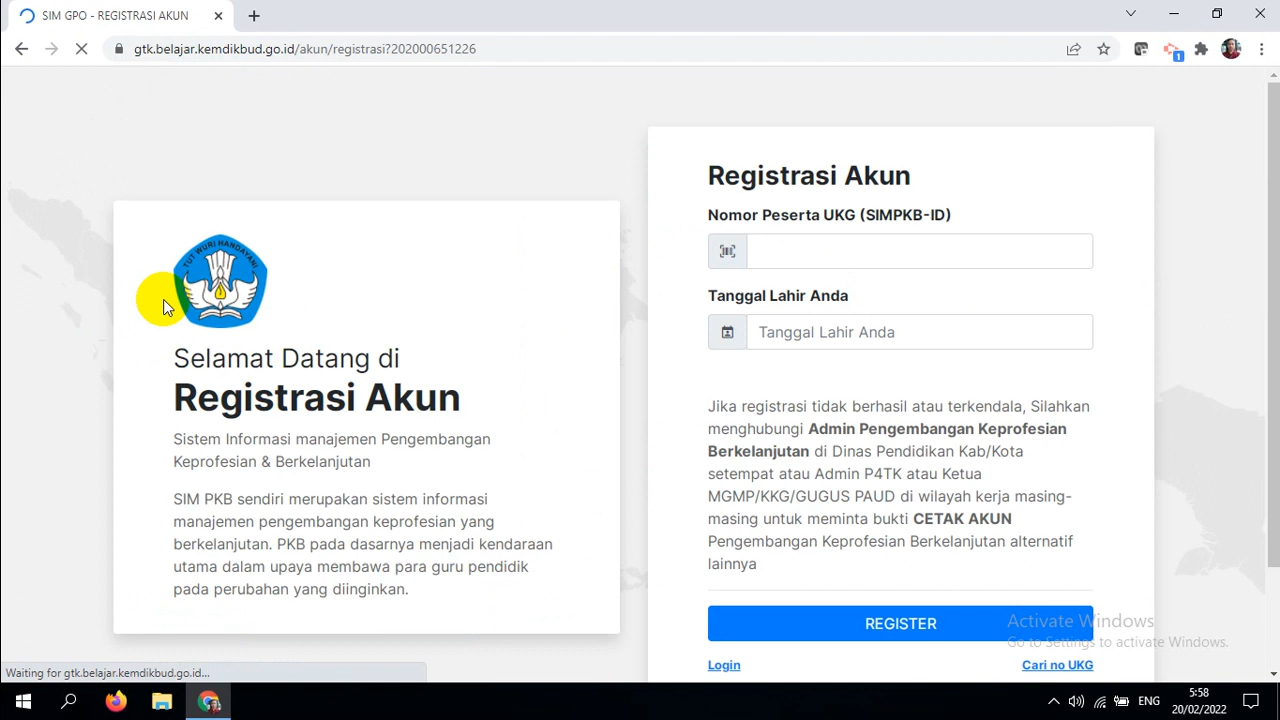 SIM GPO - REGISTRASI AKUN
gtk.belajar.kemdikbud.go.id/akun/registrasi?202000651226
1
TUT WURI HANDAYANI
Selamat Datang di
Registrasi Akun
Sistem Informasi manajemen Pengembangan
Keprofesian & Berkelanjutan
SIM PKB sendiri merupakan sistem informasi
manajemen pengembangan keprofesian yang
berkelanjutan. PKB pada dasarnya menjadi kendaraan
utama dalam upaya membawa para guru pendidik
pada perubahan yang diinginkan.
Registrasi Akun
Nomor Peserta UKG (SIMPKB-ID)
Tanggal Lahir Anda
Tanggal Lahir Anda
Jika registrasi tidak berhasil atau terkendala, Silahkan
menghubungi Admin Pengembangan Keprofesian
Berkelanjutan di Dinas Pendidikan Kab/Kota
setempat atau Admin P4TK atau Ketua
MGMP/KKG/GUGUS PAUD di wilayah kerja masing-
masing untuk meminta bukti CETAK AKUN
Pengembangan Keprofesian Berkelanjutan alternatif
lainnya
REGISTER
Login
Cari no UKG
Activate Windows
Go to Settings to activate Windows.
Waiting for gtk.belajar.kemdikbud.go.id...
ENG
5:58
20/02/2022